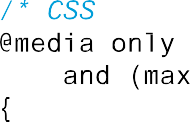 /* CSS
@media only
    and (max
{